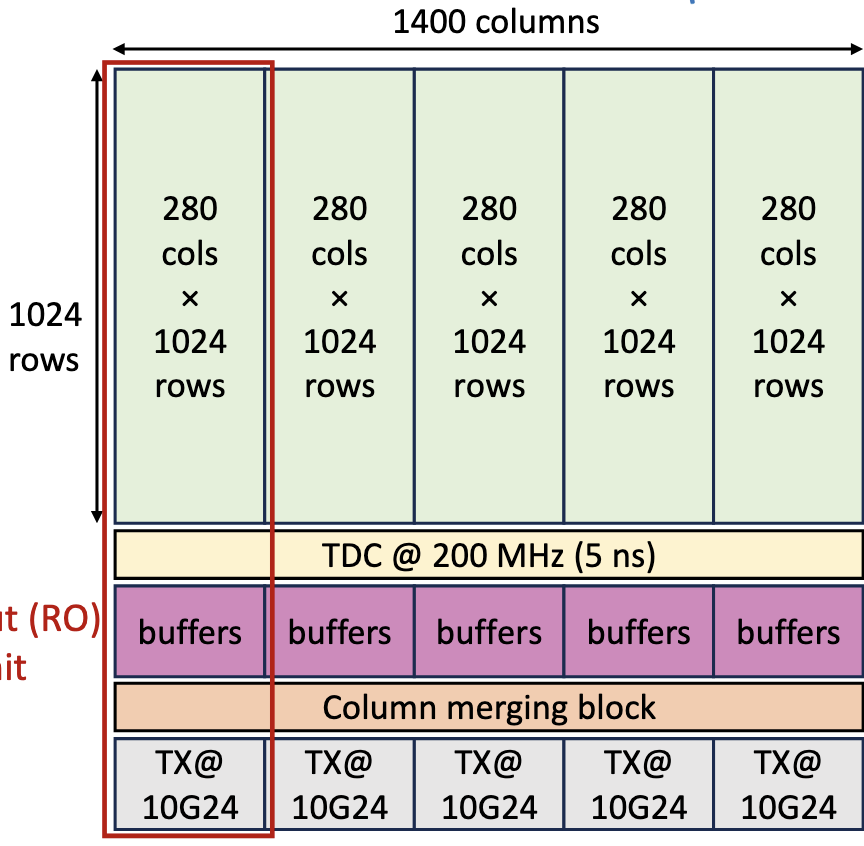 1400 columns
1024
rows
280
cols
×
1024
rows
280
cols
×
1024
rows
280
cols
×
1024
rows
280
cols
×
1024
rows
280
cols
×
1024
rows
TDC @ 200 MHz (5 ns)
(RO)
buffers
buffers
buffers
buffers
buffers
Column merging block
TX@
10G24
TX@
10G24
TX@
10G24
TX@
10G24
TX@
10G24